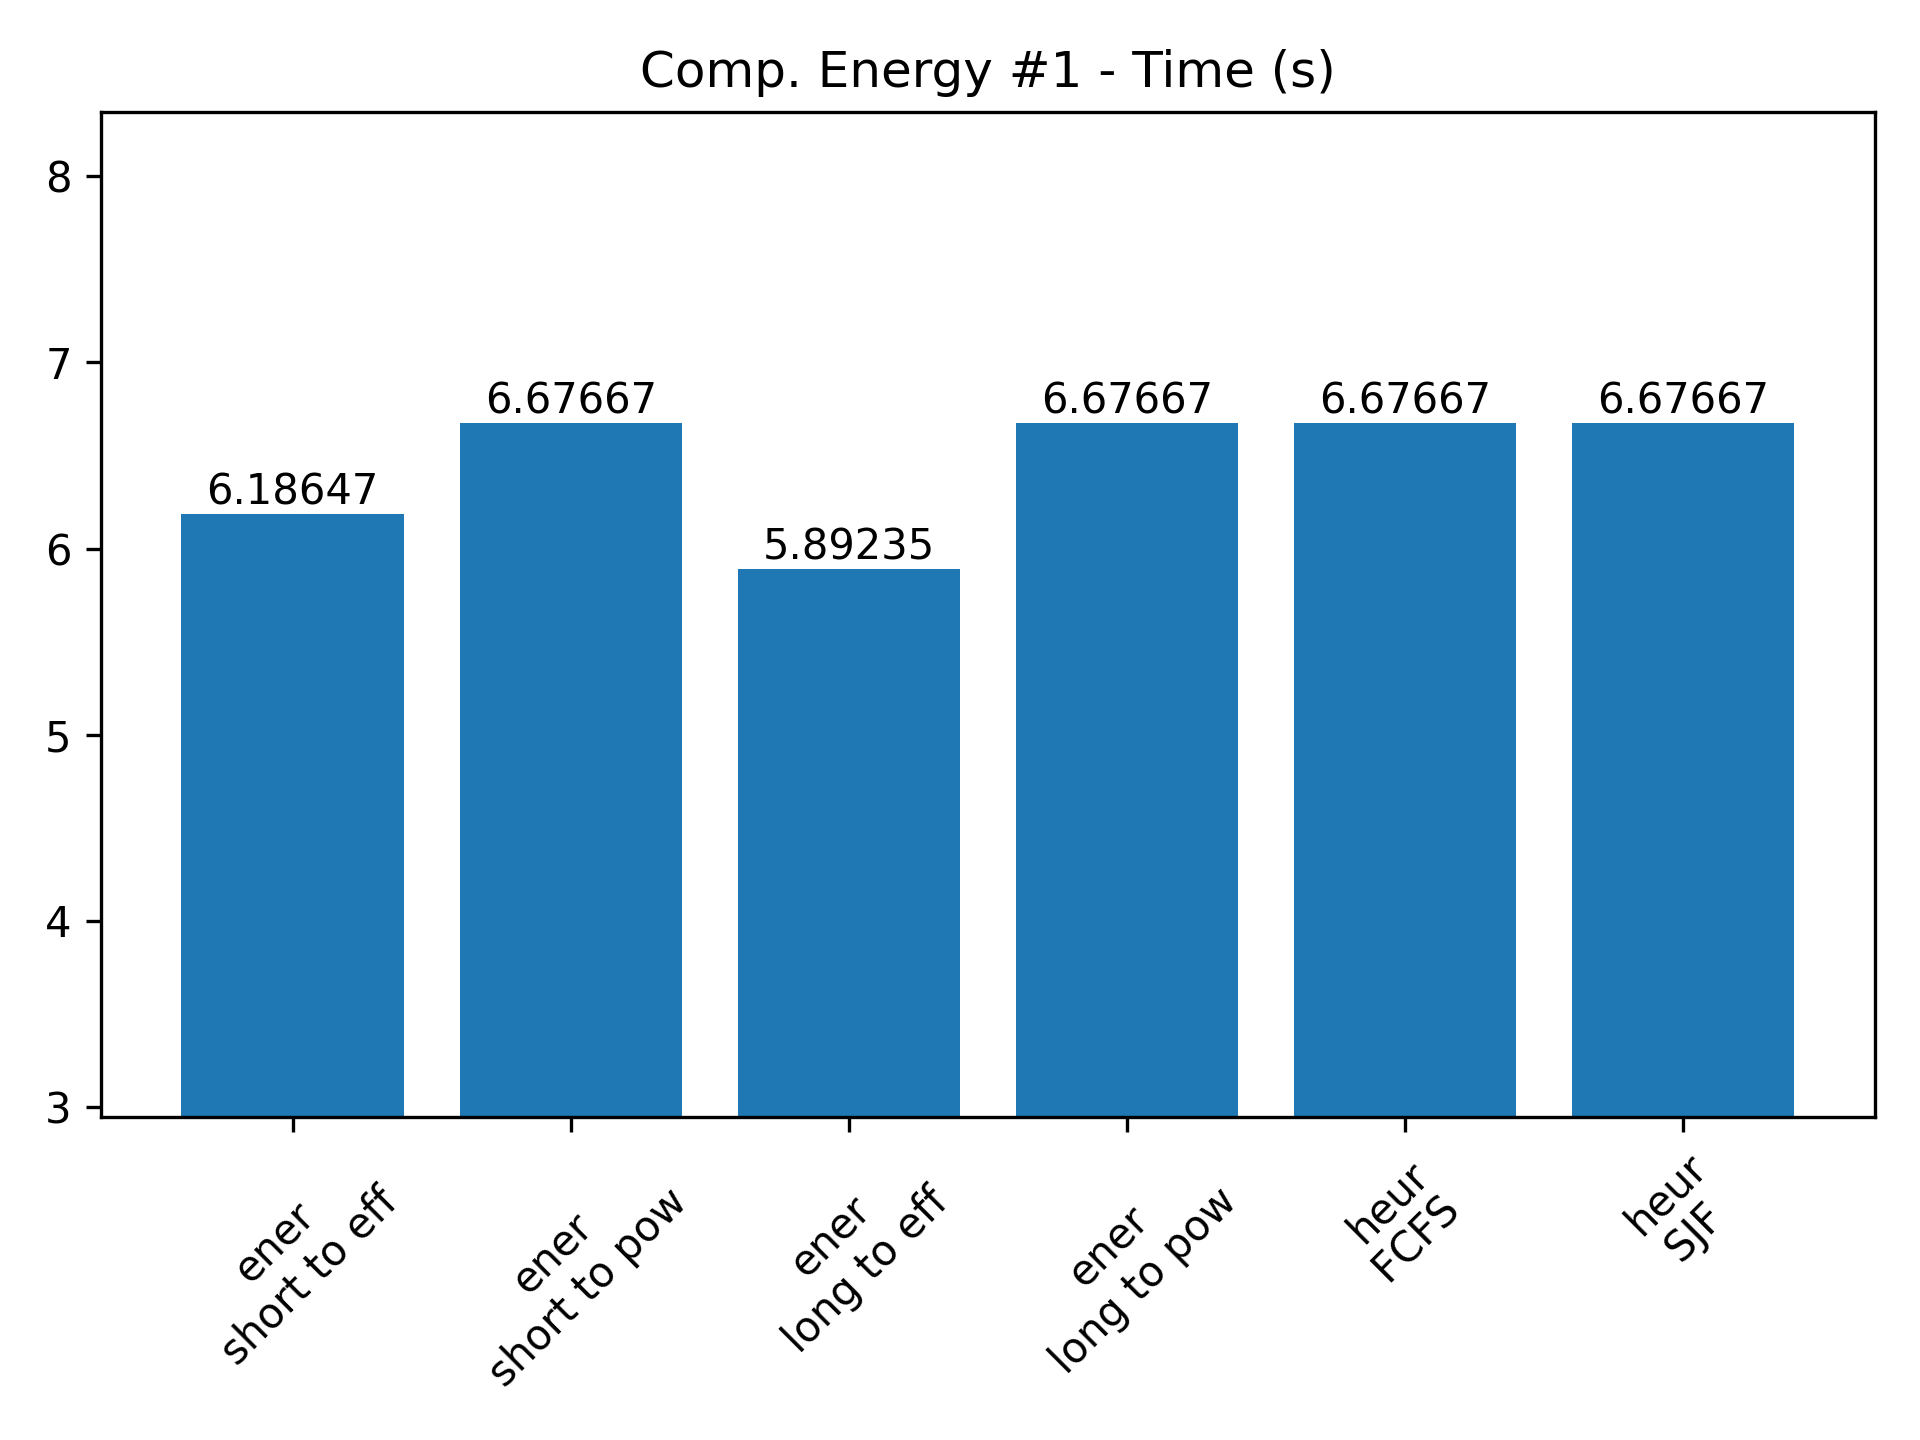 Comp. Energy #1 - Time (s)
8
7
6
5
4
3
6.18647
6.67667
5.89235
6.67667
6.67667
6.67667
ener
short to eff
ener
short to pow
ener
long to eff
ener
long to pow
heur
FCFS
heur
SJF